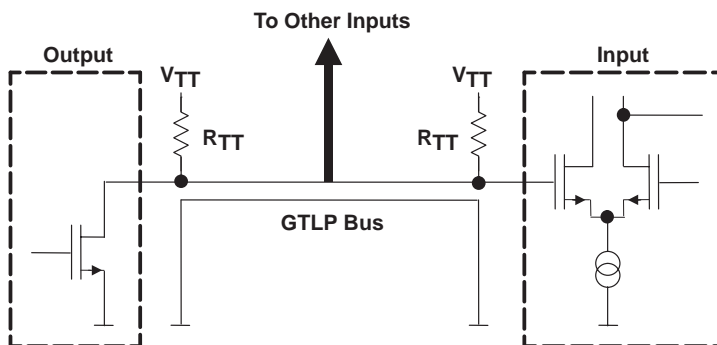 To Other Inputs
Output
Input
VTT
VTT
RTT
RTT
GTLP Bus